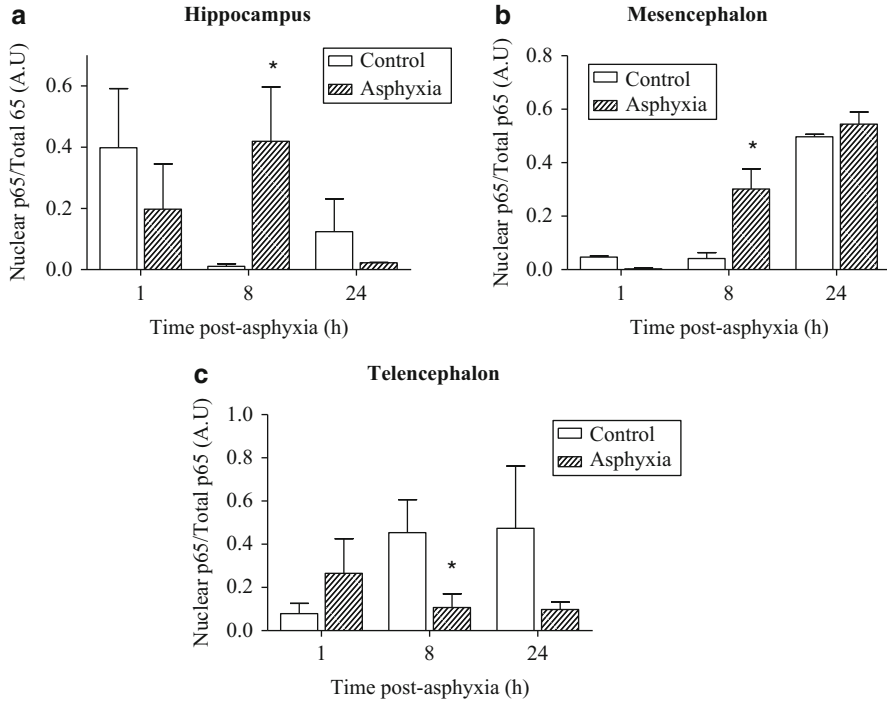 a
Hippocampus
Nuclear p65/Total 65 (A.U)
0.6
0.4
0.2
0.0
*
Control
Asphyxia
1 8 24
Time post-asphyxia (h)
b
Mesencephalon
Nuclear p65/Total p65 (A.U)
0.8
0.6
0.4
0.2
0.0
Control
Asphyxia
*
1 8 24
Time post-asphyxia (h)
c
Telencephalon
Nuclear p65/Total p65 (A.U)
1.0
0.8
0.6
0.4
0.2
0.0
*
Control
Asphyxia
1 8 24
Time post-asphyxia (h)